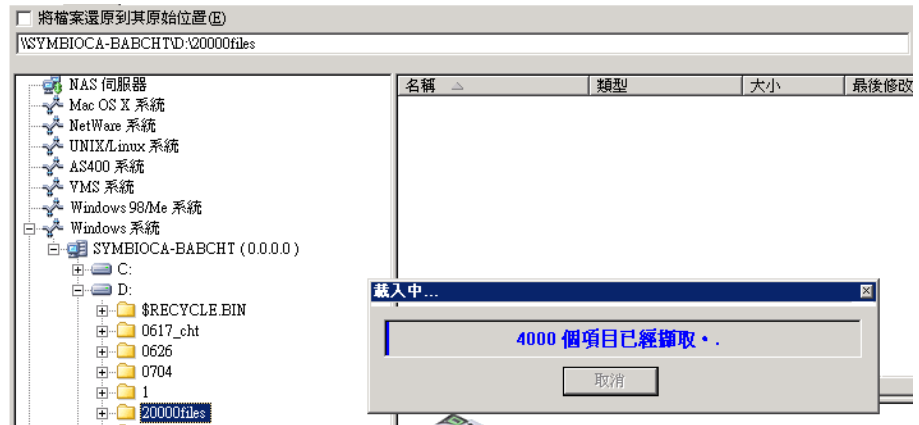 將檔案還原到其原始位置(E)
\\SYMBIOCA-BABCHT\D:\20000files
名稱 類型 大小 最後修改
NAS 伺服器
Mac OS X 系統
NetWare 系統
UNIX/Linux 系統
AS400 系統
VMS 系統
Windows 98/Me 系統
Windows 系統
SYMBIOCA-BABCHT ( 0.0.0.0 )
C:
D:
$RECYCLE.BIN
0617_cht
0626
0704
1
20000files
載入中...
4000 個項目已經擷取。.
取消